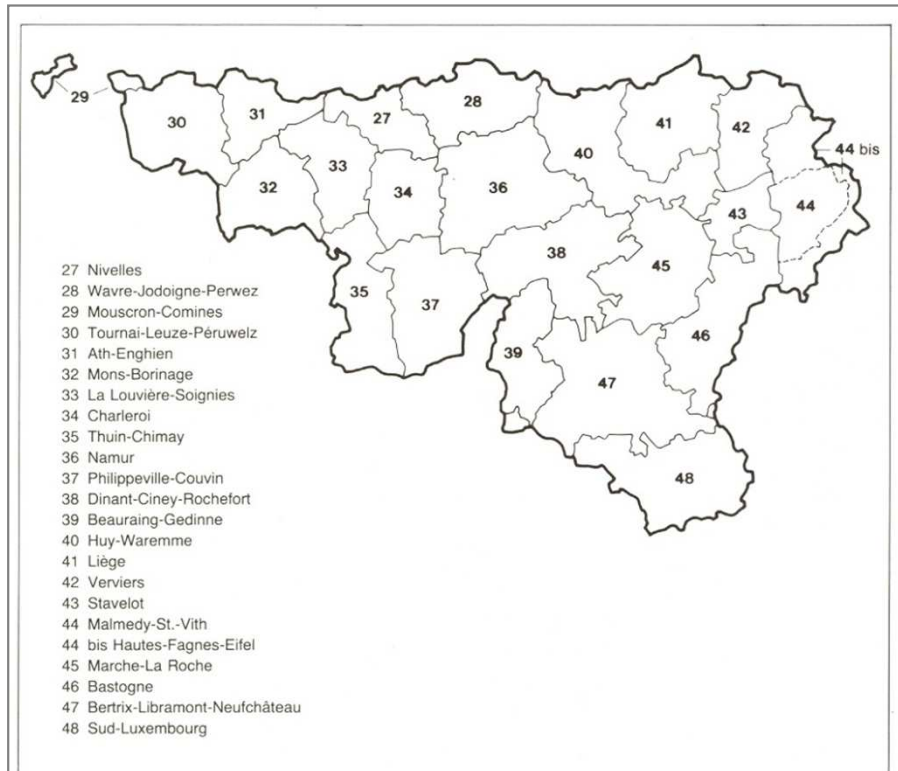 29
30
31
27
28
41
42
44 bis
40
32
33
34
36
43
44
38
45
35
37
46
39
47
48
27 Nivelles
28 Wavre-Jodoigne-Perwez
29 Mouscron-Comines
30 Tournai-Leuze-Péruwelz
31 Ath-Enghien
32 Mons-Borinage
33 La Louvière-Soignies
34 Charleroi
35 Thuin-Chimay
36 Namur
37 Philippeville-Couvin
38 Dinant-Ciney-Rochefort
39 Beauraing-Gedinne
40 Huy-Waremme
41 Liège
42 Verviers
43 Stavelot
44 Malmedy-St.-Vith
44 bis Hautes-Fagnes-Eifel
45 Marche-La Roche
46 Bastogne
47 Bertrix-Libramont-Neufchâteau
48 Sud-Luxembourg